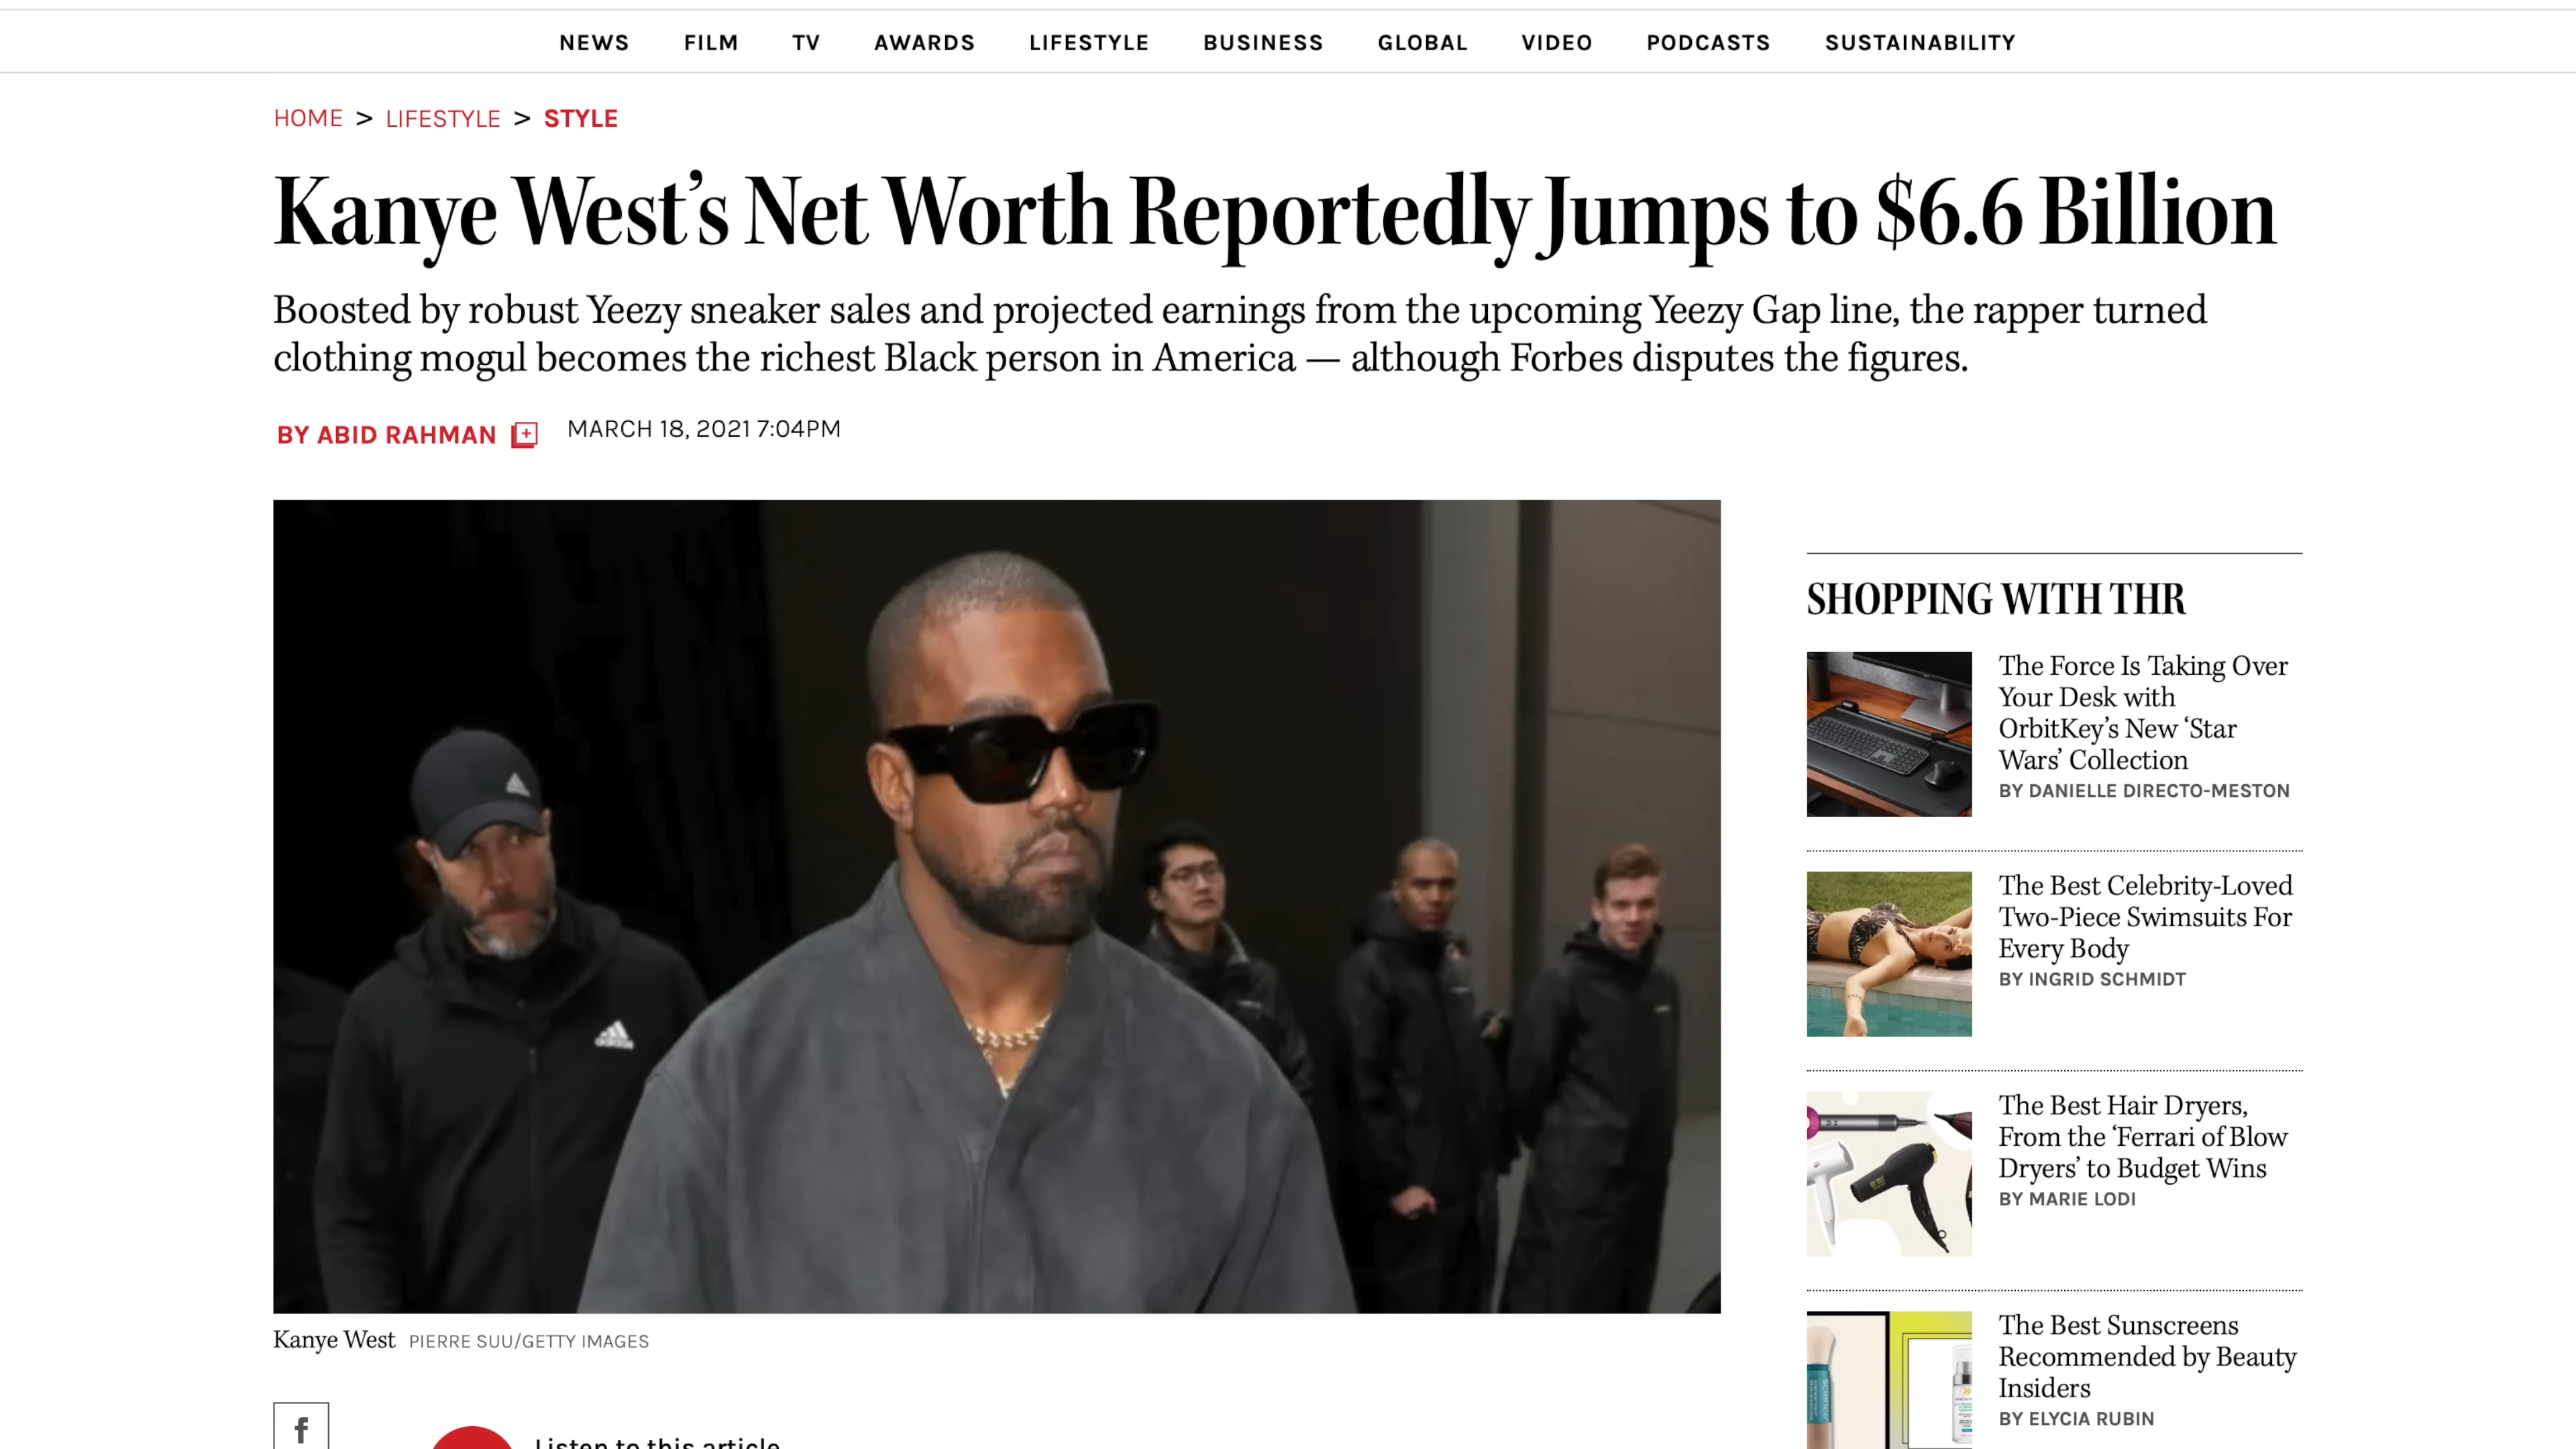 NEWS FILM TV AWARDS LIFESTYLE BUSINESS GLOBAL VIDEO PODCASTS SUSTAINABILITY
HOME > LIFESTYLE > STYLE
Kanye West’s Net Worth Reportedly Jumps to $6.6 Billion
Boosted by robust Yeezy sneaker sales and projected earnings from the upcoming Yeezy Gap line, the rapper turned
clothing mogul becomes the richest Black person in America — although Forbes disputes the figures.
BY ABID RAHMAN MARCH 18, 2021 7:04PM
adidas
Kanye West PIERRE SUU/GETTY IMAGES
f
Listen to this article
SHOPPING WITH THR
The Force Is Taking Over
Your Desk with
OrbitKey’s New ‘Star
Wars’ Collection
BY DANIELLE DIRECTO-MESTON
The Best Celebrity-Loved
Two-Piece Swimsuits For
Every Body
BY INGRID SCHMIDT
The Best Hair Dryers,
From the ‘Ferrari of Blow
Dryers’ to Budget Wins
BY MARIE LODI
The Best Sunscreens
Recommended by Beauty
Insiders
BY ELYCIA RUBIN